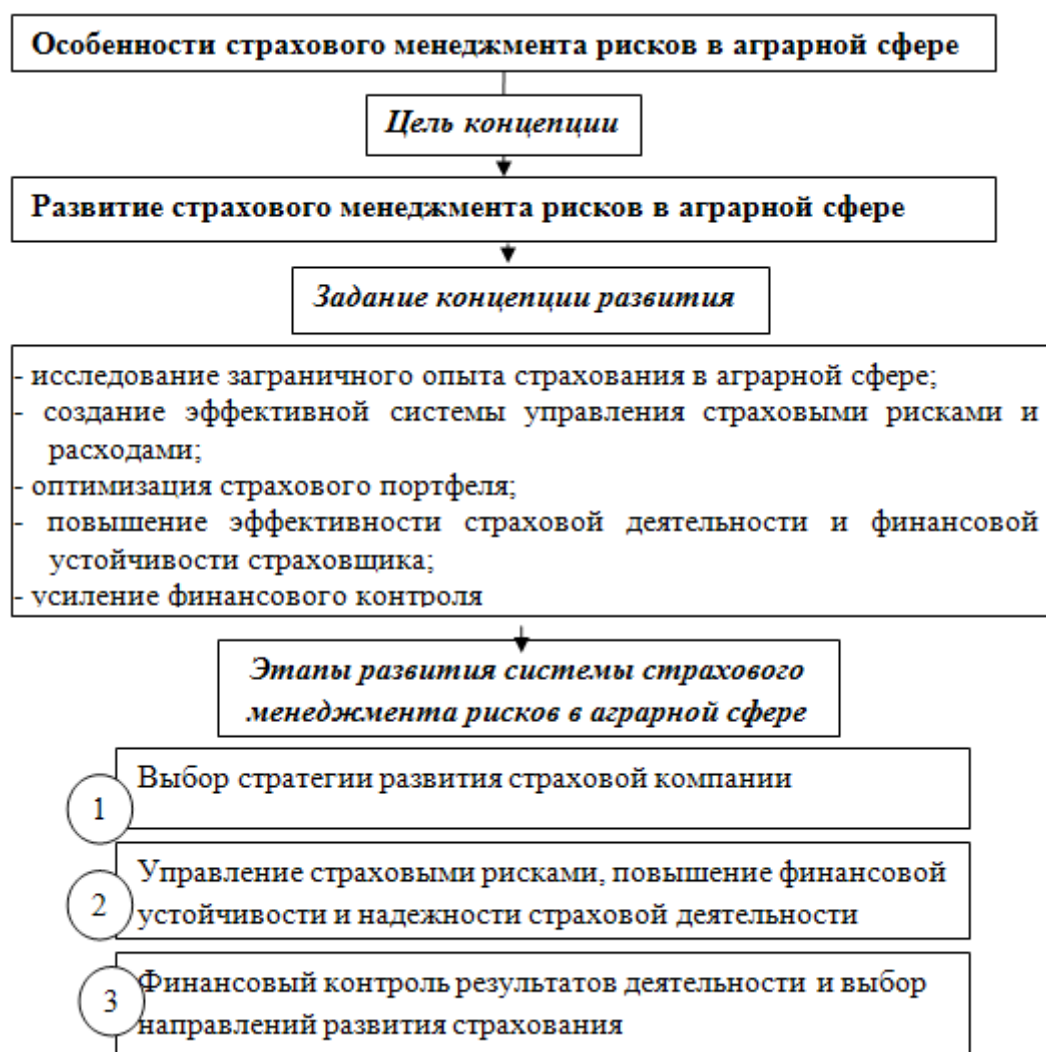 Особенности страхового менеджмента рисков в аграрной сфере
Цель концепции
Развитие страхового менеджмента рисков в аграрной сфере
Задание концепции развития
- исследование заграничного опыта страхования в аграрной сфере;
- создание эффективной системы управления страховыми рисками и
расходами;
- оптимизация страхового портфеля;
- повышение эффективности страховой деятельности и финансовой
устойчивости страховщика;
- усиление финансового контроля
Этапы развития системы страхового
менеджмента рисков в аграрной сфере
1
Выбор стратегии развития страховой компании
2
Управление страховыми рисками, повышение финансовой
устойчивости и надежности страховой деятельности
3
Финансовый контроль результатов деятельности и выбор
направлений развития страхования